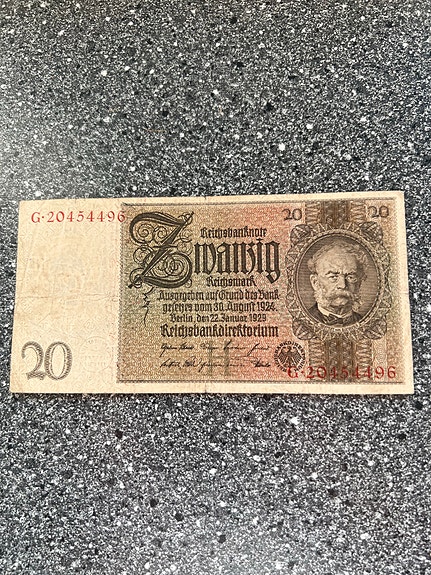 G·20454496
20
20
Reichsbanknote
Zwanzig
Reichsmark
Ausgegeben auf Grund des Bank
gesetzes vom 30. August 1924
Berlin, den 22. Januar 1929
Reichsbankdirektorium
G·20454496
20